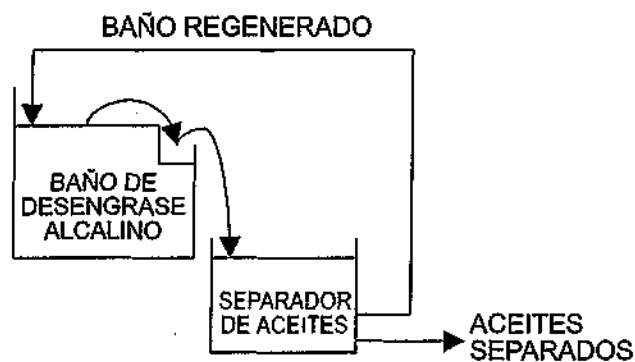 BAÑO REGENERADO
BAÑO DE
DESENGRASE
ALCALINO
SEPARADOR
DE ACEITES
ACEITES
SEPARADOS